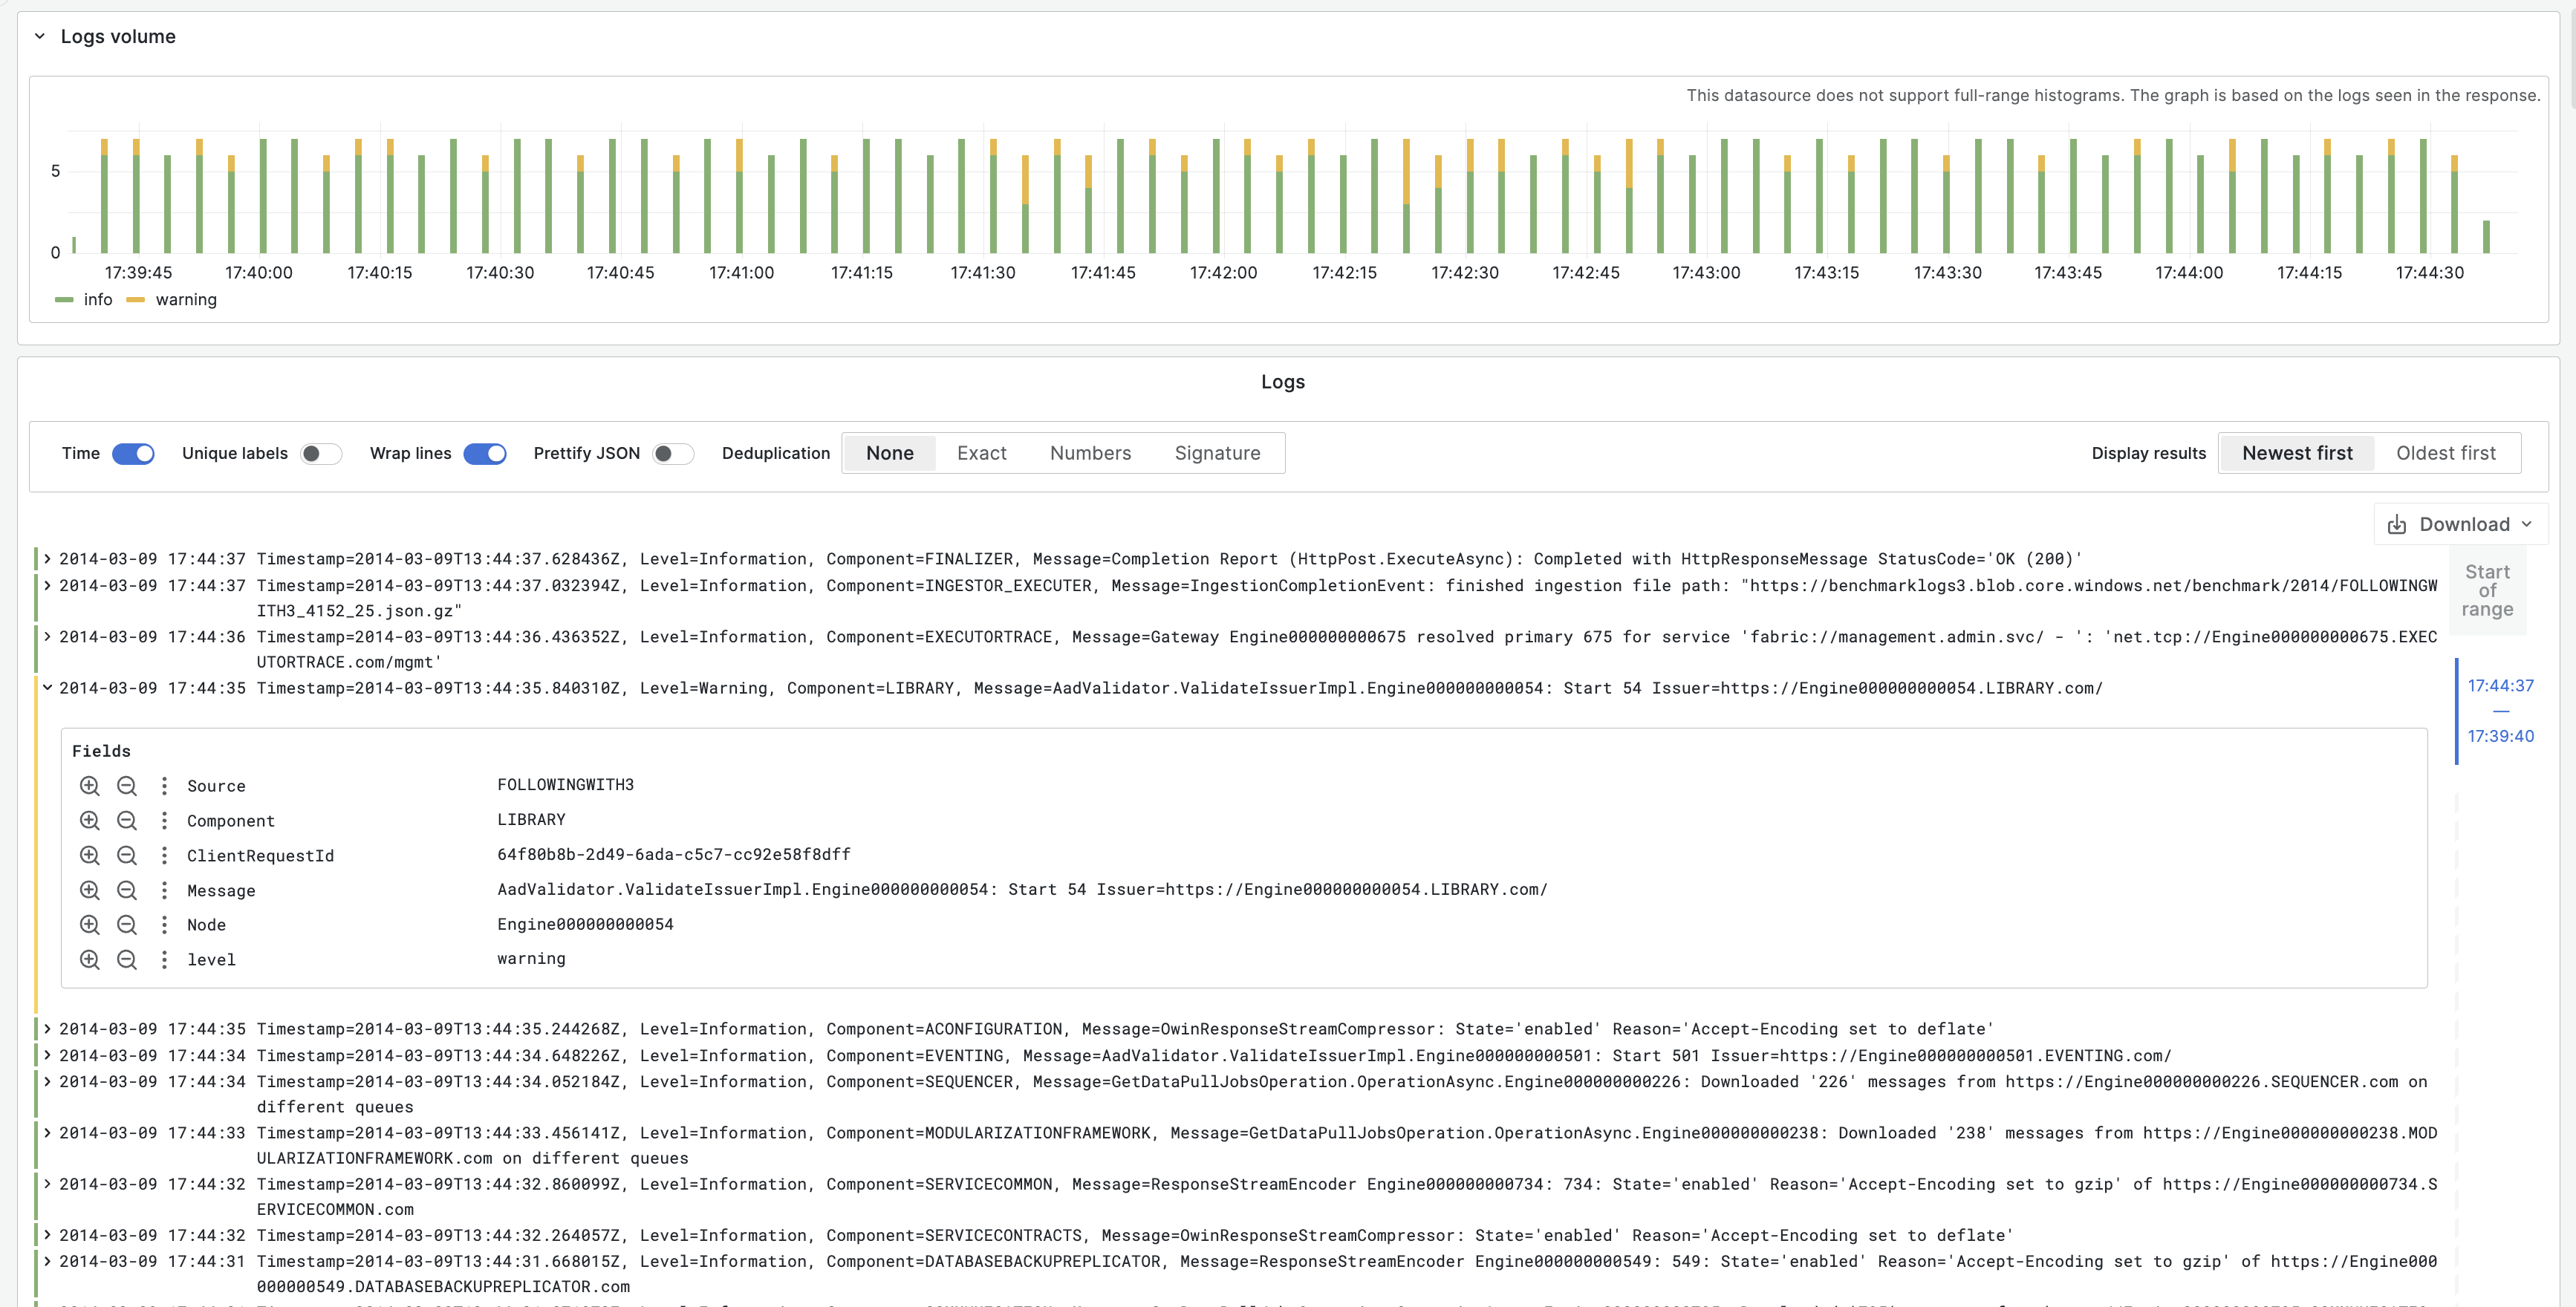 Logs volume
This datasource does not support full-range histograms. The graph is based on the logs seen in the response.
5
0
17:39:45 17:40:00 17:40:15 17:40:30 17:40:45 17:41:00 17:41:15 17:41:30 17:41:45 17:42:00 17:42:15 17:42:30 17:42:45 17:43:00 17:43:15 17:43:30 17:43:45 17:44:00 17:44:15 17:44:30
info warning
Logs
Time Unique labels Wrap lines Prettify JSON Deduplication None Exact Numbers Signature Display results Newest first Oldest first
Download
2014-03-09 17:44:37 Timestamp=2014-03-09T13:44:37.628436Z, Level=Information, Component=FINALIZER, Message=Completion Report (HttpPost.ExecuteAsync): Completed with HttpResponseMessage StatusCode='OK (200)'
2014-03-09 17:44:37 Timestamp=2014-03-09T13:44:37.032394Z, Level=Information, Component=INGESTOR_EXECUTER, Message=IngestionCompletionEvent: finished ingestion file path: "https://benchmarklogs3.blob.core.windows.net/benchmark/2014/FOLLOWINGW
ITH3_4152_25.json.gz"
Start
of
range
2014-03-09 17:44:36 Timestamp=2014-03-09T13:44:36.436352Z, Level=Information, Component=EXECUTORTRACE, Message=Gateway Engine000000000675 resolved primary 675 for service 'fabric://management.admin.svc/ - ': 'net.tcp://Engine000000000675.EXEC
UTORTRACE.com/mgmt'
2014-03-09 17:44:35 Timestamp=2014-03-09T13:44:35.840310Z, Level=Warning, Component=LIBRARY, Message=AadValidator.ValidateIssuerImpl.Engine000000000054: Start 54 Issuer=https://Engine000000000054.LIBRARY.com/
17:44:37
—
17:39:40
Fields
Source FOLLOWINGWITH3
Component LIBRARY
ClientRequestId 64f80b8b-2d49-6ada-c5c7-cc92e58f8dff
Message AadValidator.ValidateIssuerImpl.Engine000000000054: Start 54 Issuer=https://Engine000000000054.LIBRARY.com/
Node Engine000000000054
level warning
2014-03-09 17:44:35 Timestamp=2014-03-09T13:44:35.244268Z, Level=Information, Component=ACONFIGURATION, Message=OwinResponseStreamCompressor: State='enabled' Reason='Accept-Encoding set to deflate'
2014-03-09 17:44:34 Timestamp=2014-03-09T13:44:34.648226Z, Level=Information, Component=EVENTING, Message=AadValidator.ValidateIssuerImpl.Engine000000000501: Start 501 Issuer=https://Engine000000000501.EVENTING.com/
2014-03-09 17:44:34 Timestamp=2014-03-09T13:44:34.052184Z, Level=Information, Component=SEQUENCER, Message=GetDataPullJobsOperation.OperationAsync.Engine000000000226: Downloaded '226' messages from https://Engine000000000226.SEQUENCER.com on
different queues
2014-03-09 17:44:33 Timestamp=2014-03-09T13:44:33.456141Z, Level=Information, Component=MODULARIZATIONFRAMEWORK, Message=GetDataPullJobsOperation.OperationAsync.Engine000000000238: Downloaded '238' messages from https://Engine000000000238.MOD
ULARIZATIONFRAMEWORK.com on different queues
2014-03-09 17:44:32 Timestamp=2014-03-09T13:44:32.860099Z, Level=Information, Component=SERVICECOMMON, Message=ResponseStreamEncoder Engine000000000734: 734: State='enabled' Reason='Accept-Encoding set to gzip' of https://Engine000000000734.S
ERVICECOMMON.com
2014-03-09 17:44:32 Timestamp=2014-03-09T13:44:32.264057Z, Level=Information, Component=SERVICECONTRACTS, Message=OwinResponseStreamCompressor: State='enabled' Reason='Accept-Encoding set to deflate'
2014-03-09 17:44:31 Timestamp=2014-03-09T13:44:31.668015Z, Level=Information, Component=DATABASEBACKUPREPLICATOR, Message=ResponseStreamEncoder Engine000000000549: 549: State='enabled' Reason='Accept-Encoding set to gzip' of https://Engine000
000000549.DATABASEBACKUPREPLICATOR.com